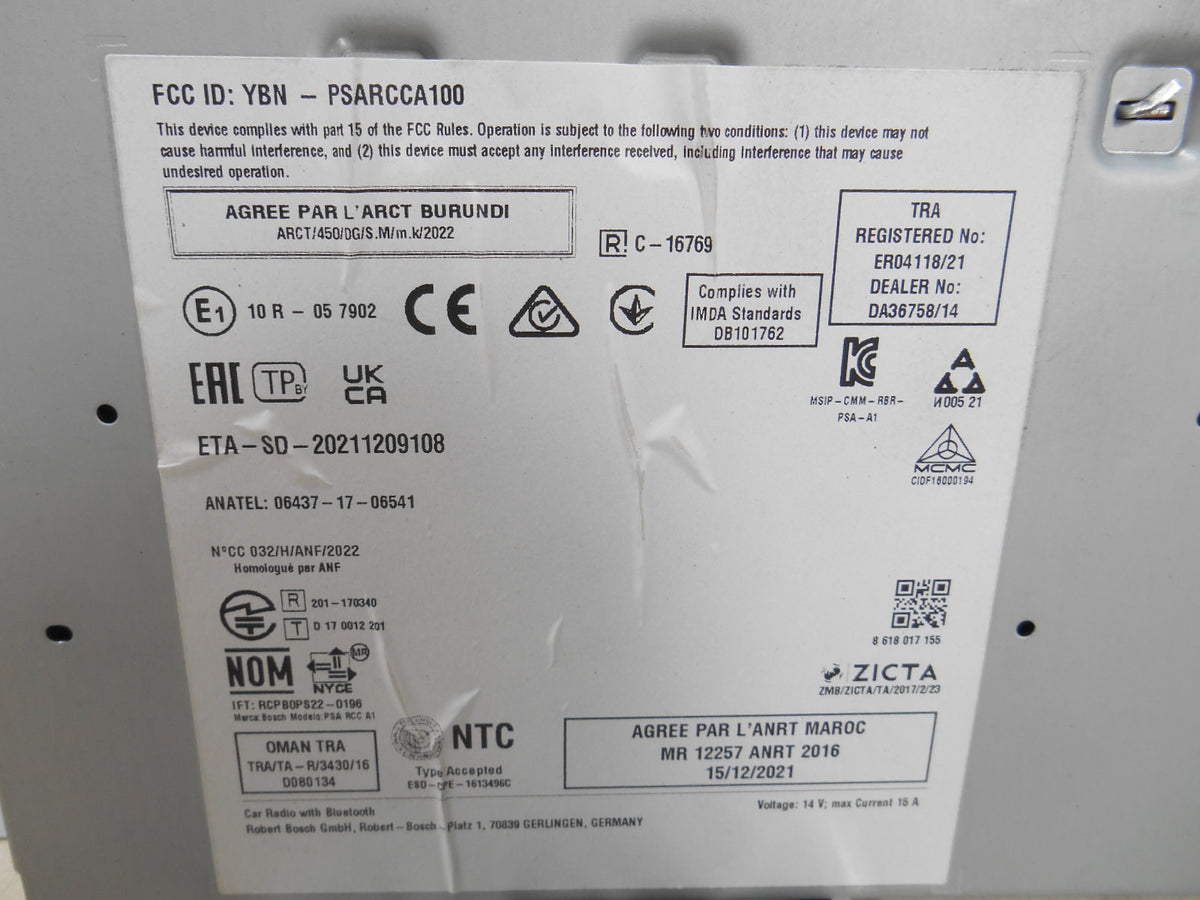 FCC ID: YBN – PSARCCA100
This device complies with part 15 of the FCC Rules. Operation is subject to the following two conditions: (1) this device may not
cause harmful interference, and (2) this device must accept any interference received, including interference that may cause
undesired operation.
AGREE PAR L'ARCT BURUNDI
ARCT/450/DG/S.M/m.k/2022
R! C – 16769
TRA
REGISTERED No:
ER04118/21
DEALER No:
DA36758/14
E1 10 R – 05 7902
CE
Complies with
IMDA Standards
DB101762
EAC TP BY
UK
CA
MSIP – CMM – RBR –
PSA – A1
И005 21
MCMC
CIDF16000194
ETA – SD – 20211209108
ANATEL: 06437 – 17 – 06541
N°CC 032/H/ANF/2022
Homologué par ANF
R 201 – 170340
T D 17 0012 201
8 618 017 155
NOM
MR
NYCE
ZICTA
ZMB/ZICTA/TA/2017/2/23
IFT: RCPBOPS22 – 0196
Marca:Bosch Modelo:PSA RCC A1
OMAN TRA
TRA/TA – R/3430/16
D080134
NTC
Type Accepted
ESD – CPE – 1613496C
AGREE PAR L'ANRT MAROC
MR 12257 ANRT 2016
15/12/2021
Car Radio with Bluetooth
Voltage: 14 V; max Current 15 A
Robert Bosch GmbH, Robert – Bosch – Platz 1, 70839 GERLINGEN, GERMANY